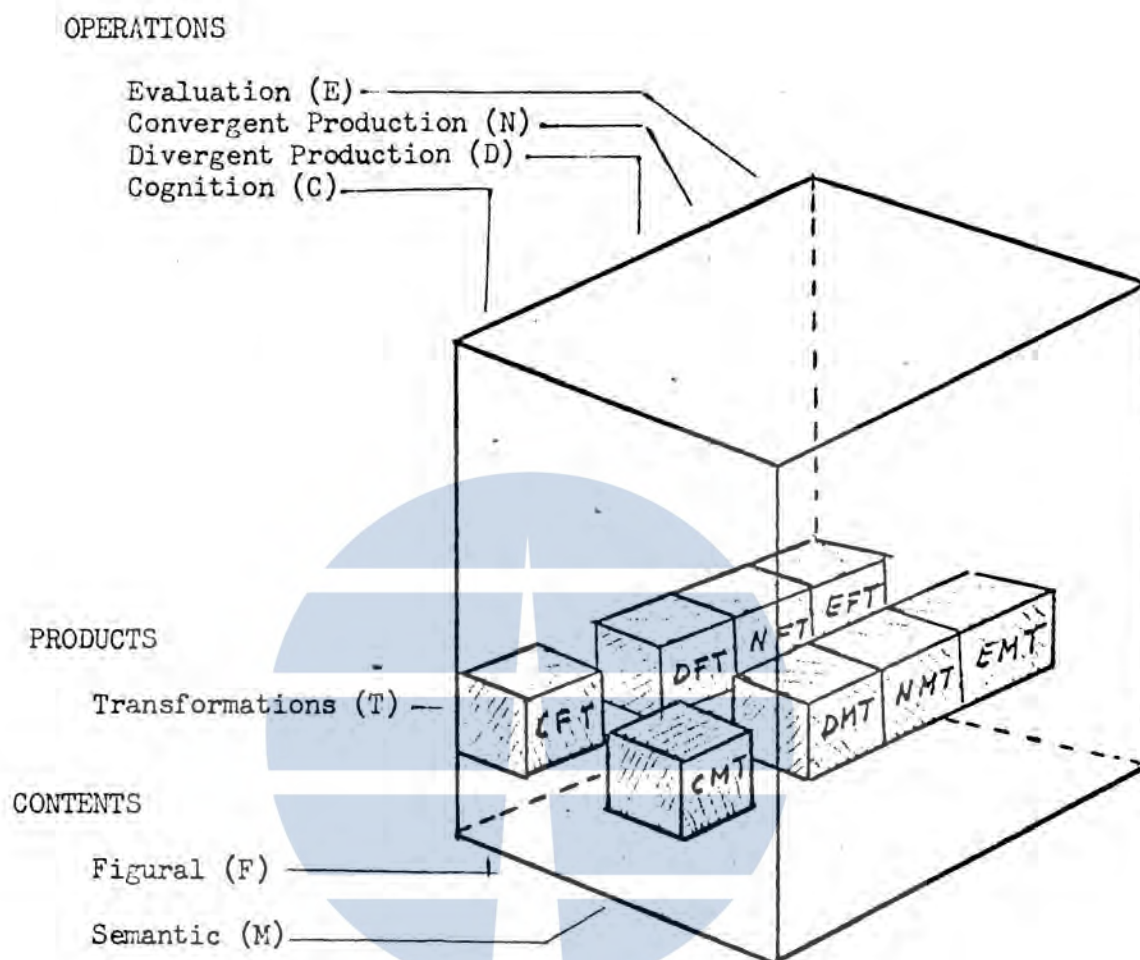 OPERATIONS
Evaluation (E)
Convergent Production (N)
Divergent Production (D)
Cognition (C)
EFT
NFT
DFT
EMT
NMT
DMT
CFT
CMT
PRODUCTS
Transformations (T)
CONTENTS
Figural (F)
Semantic (M)